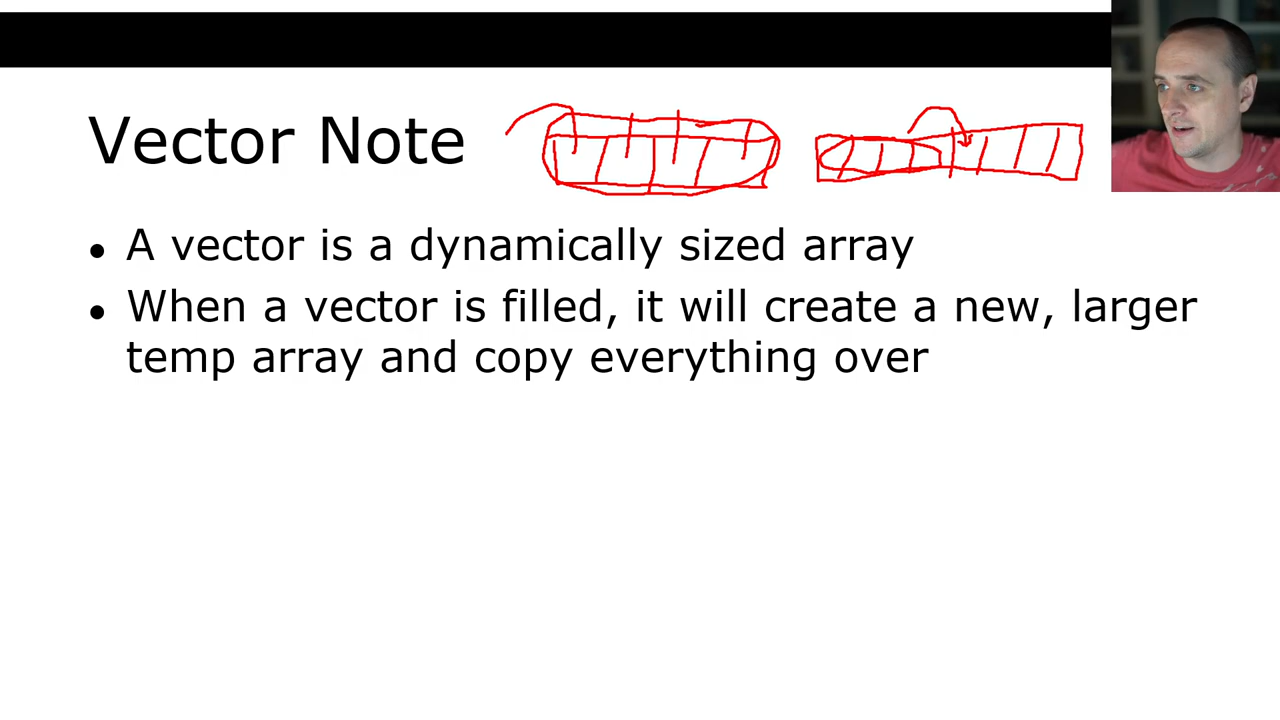 Vector Note
• A vector is a dynamically sized array
• When a vector is filled, it will create a new, larger
temp array and copy everything over